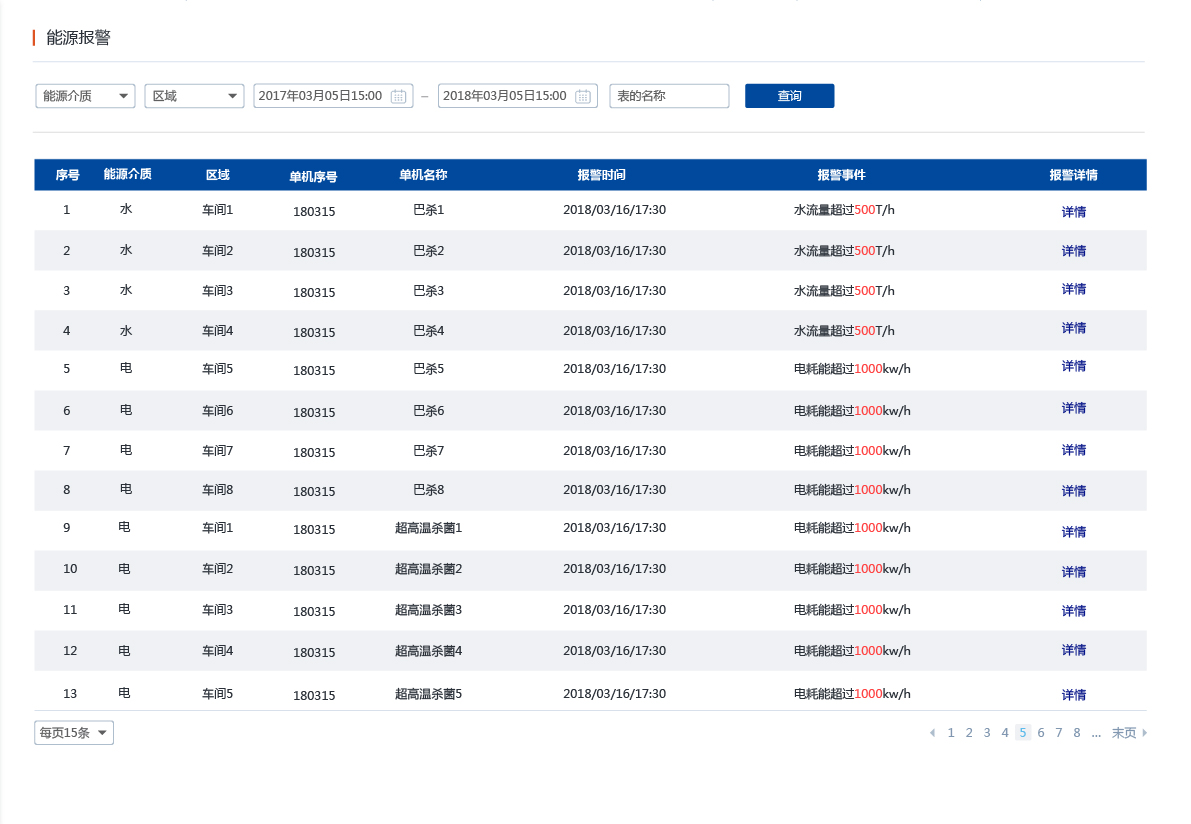 能源报警
能源介质 区域 2017年03月05日15:00 – 2018年03月05日15:00 表的名称 查询
序号 能源介质 区域 单机序号 单机名称 报警时间 报警事件 报警详情
1 水 车间1 180315 巴杀1 2018/03/16/17:30 水流量超过500T/h 详情
2 水 车间2 180315 巴杀2 2018/03/16/17:30 水流量超过500T/h 详情
3 水 车间3 180315 巴杀3 2018/03/16/17:30 水流量超过500T/h 详情
4 水 车间4 180315 巴杀4 2018/03/16/17:30 水流量超过500T/h 详情
5 电 车间5 180315 巴杀5 2018/03/16/17:30 电耗能超过1000kw/h 详情
6 电 车间6 180315 巴杀6 2018/03/16/17:30 电耗能超过1000kw/h 详情
7 电 车间7 180315 巴杀7 2018/03/16/17:30 电耗能超过1000kw/h 详情
8 电 车间8 180315 巴杀8 2018/03/16/17:30 电耗能超过1000kw/h 详情
9 电 车间1 180315 超高温杀菌1 2018/03/16/17:30 电耗能超过1000kw/h 详情
10 电 车间2 180315 超高温杀菌2 2018/03/16/17:30 电耗能超过1000kw/h 详情
11 电 车间3 180315 超高温杀菌3 2018/03/16/17:30 电耗能超过1000kw/h 详情
12 电 车间4 180315 超高温杀菌4 2018/03/16/17:30 电耗能超过1000kw/h 详情
13 电 车间5 180315 超高温杀菌5 2018/03/16/17:30 电耗能超过1000kw/h 详情
每页15条 1 2 3 4 5 6 7 8 ... 末页